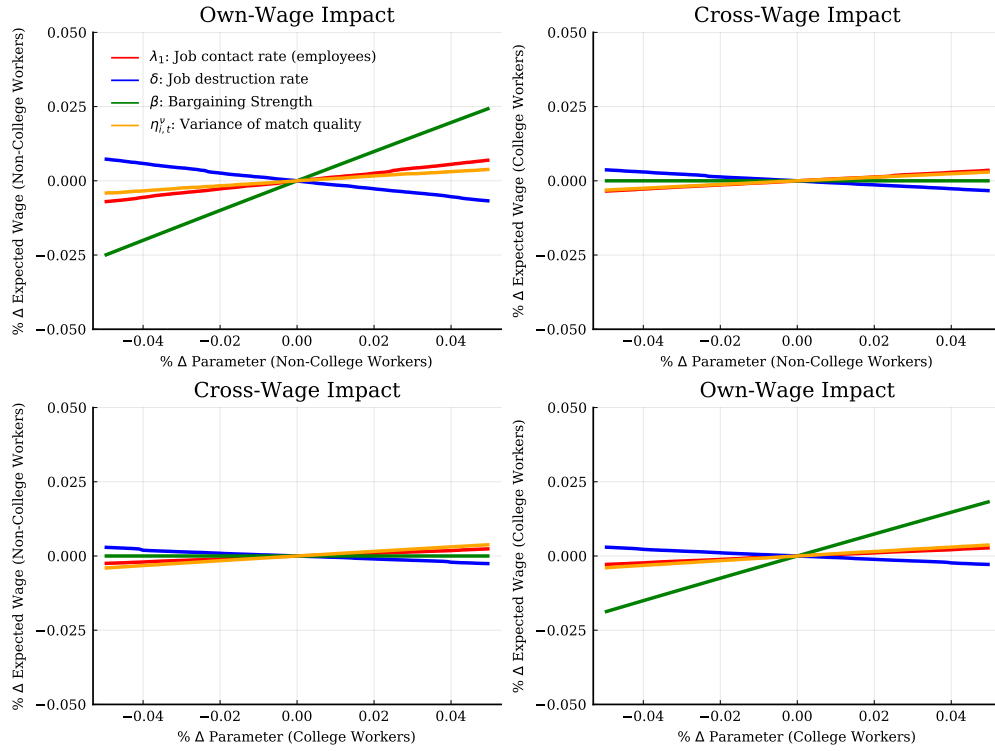 Own-Wage Impact
0.050
0.025
0.000
−0.025
−0.050
% Δ Expected Wage (Non-College Workers)
λ₁: Job contact rate (employees)
δ: Job destruction rate
β: Bargaining Strength
η^ν_{i,t}: Variance of match quality
−0.04 −0.02 0.00 0.02 0.04
% Δ Parameter (Non-College Workers)
Cross-Wage Impact
0.050
0.025
0.000
−0.025
−0.050
% Δ Expected Wage (College Workers)
−0.04 −0.02 0.00 0.02 0.04
% Δ Parameter (Non-College Workers)
Cross-Wage Impact
0.050
0.025
0.000
−0.025
−0.050
% Δ Expected Wage (Non-College Workers)
−0.04 −0.02 0.00 0.02 0.04
% Δ Parameter (College Workers)
Own-Wage Impact
0.050
0.025
0.000
−0.025
−0.050
% Δ Expected Wage (College Workers)
−0.04 −0.02 0.00 0.02 0.04
% Δ Parameter (College Workers)